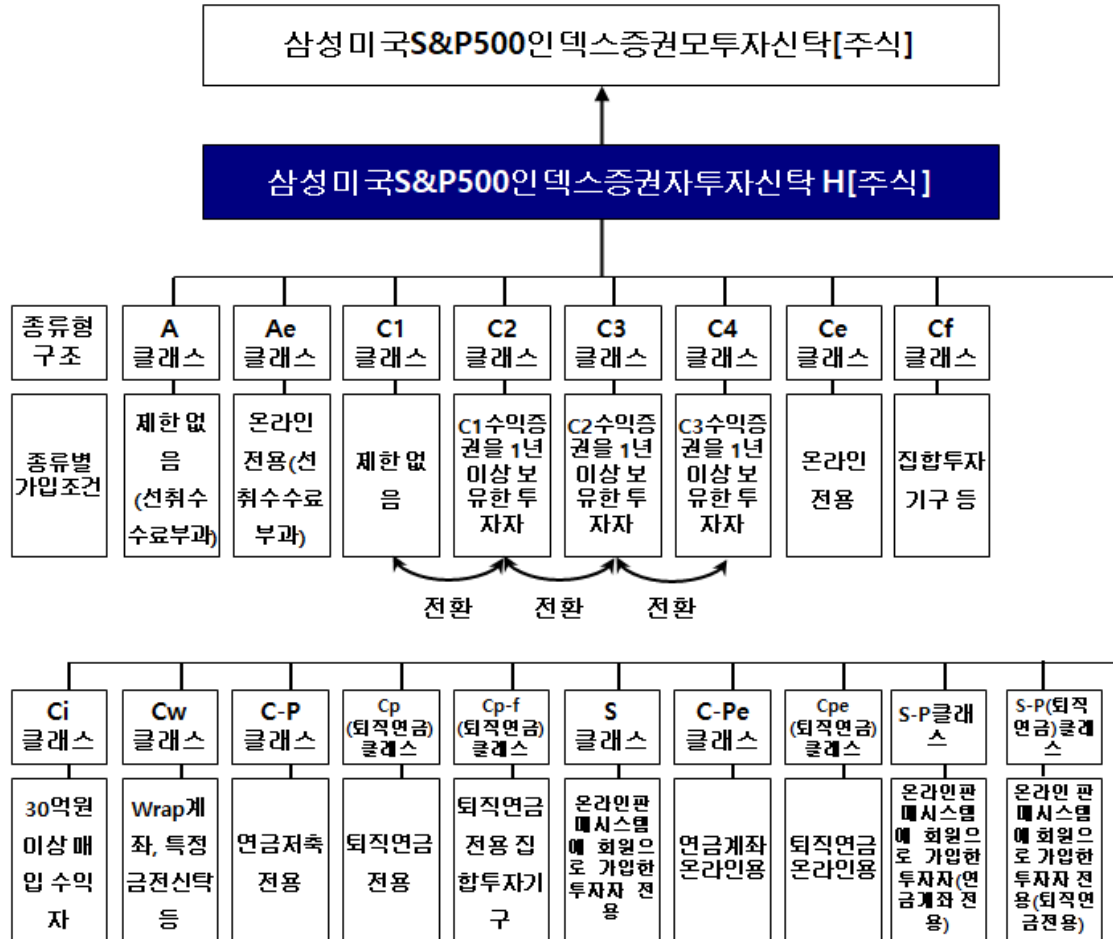 삼성미국S&P500인덱스증권모투자신탁[주식]
삼성미국S&P500인덱스증권자투자신탁 H[주식]
종류형
구조
A
클래스
Ae
클래스
C1
클래스
C2
클래스
C3
클래스
C4
클래스
Ce
클래스
Cf
클래스
종류별
가입조건
제한 없
음
(선취수
수료부과)
온라인
전용(선
취수수료
부과)
제한 없
음
C1수익증
권을 1년
이상 보
유한 투
자자
C2수익증
권을 1년
이상 보
유한 투
자자
C3수익증
권을 1년
이상 보
유한 투
자자
온라인
전용
집합투자
기구 등
전환
전환
전환
Ci
클래스
Cw
클래스
C-P
클래스
Cp
(퇴직연금)
클래스
Cp-f
(퇴직연금)
클래스
S
클래스
C-Pe
클래스
Cpe
(퇴직연금)
클래스
S-P클래
스
S-P(퇴직
연금)클래
스
30억원
이상 매
입 수익
자
Wrap계
좌, 특정
금전신탁
등
연금저축
전용
퇴직연금
전용
퇴직연금
전용 집
합투자기
구
온라인판
매시스템
에 회원으
로 가입한
투자자 전
용
연금계좌
온라인용
퇴직연금
온라인용
온라인판
매시스템
에 회원으
로 가입한
투자자(연
금계좌 전
용)
온라인 판
매시스템
에 회원으
로 가입한
투자자 전
용(퇴직연
금전용)